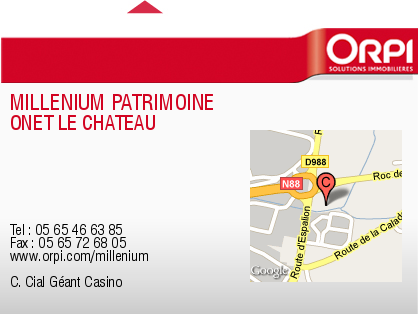 ORPI
SOLUTIONS IMMOBILIÈRES
MILLENIUM PATRIMOINE
ONET LE CHATEAU
D988
N88
C
Roc de
Route d'Espalion
Route de la Calad
Google
Tel : 05 65 46 63 85
Fax : 05 65 72 68 05
www.orpi.com/millenium
C. Cial Géant Casino